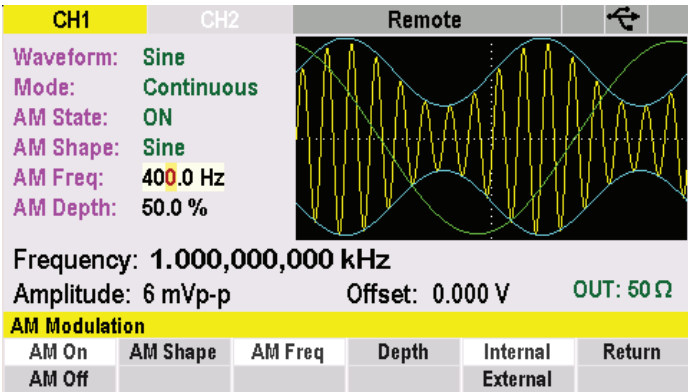 CH1 CH2 Remote
Waveform: Sine
Mode: Continuous
AM State: ON
AM Shape: Sine
AM Freq: 400.0 Hz
AM Depth: 50.0 %
Frequency: 1.000,000,000 kHz
Amplitude: 6 mVp-p Offset: 0.000 V OUT: 50 Ω
AM Modulation
AM On AM Shape AM Freq Depth Internal Return
AM Off External